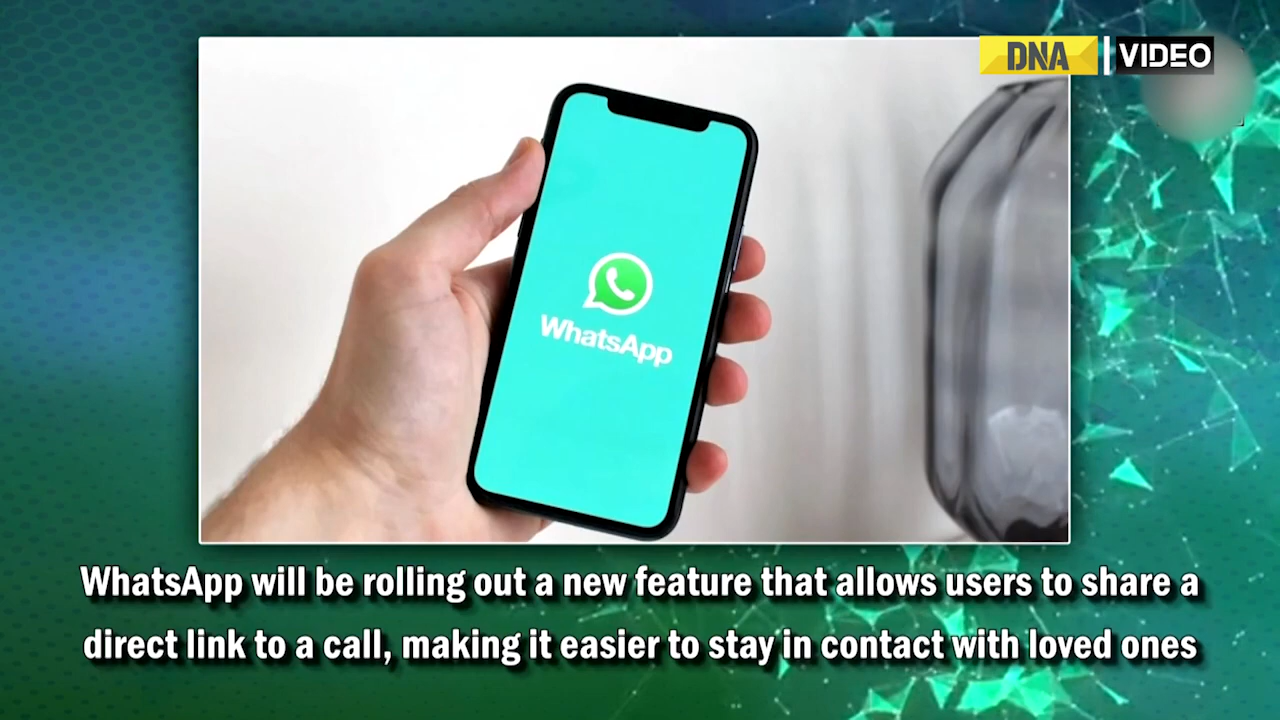 DNA VIDEO
WhatsApp
WhatsApp will be rolling out a new feature that allows users to share a
direct link to a call, making it easier to stay in contact with loved ones